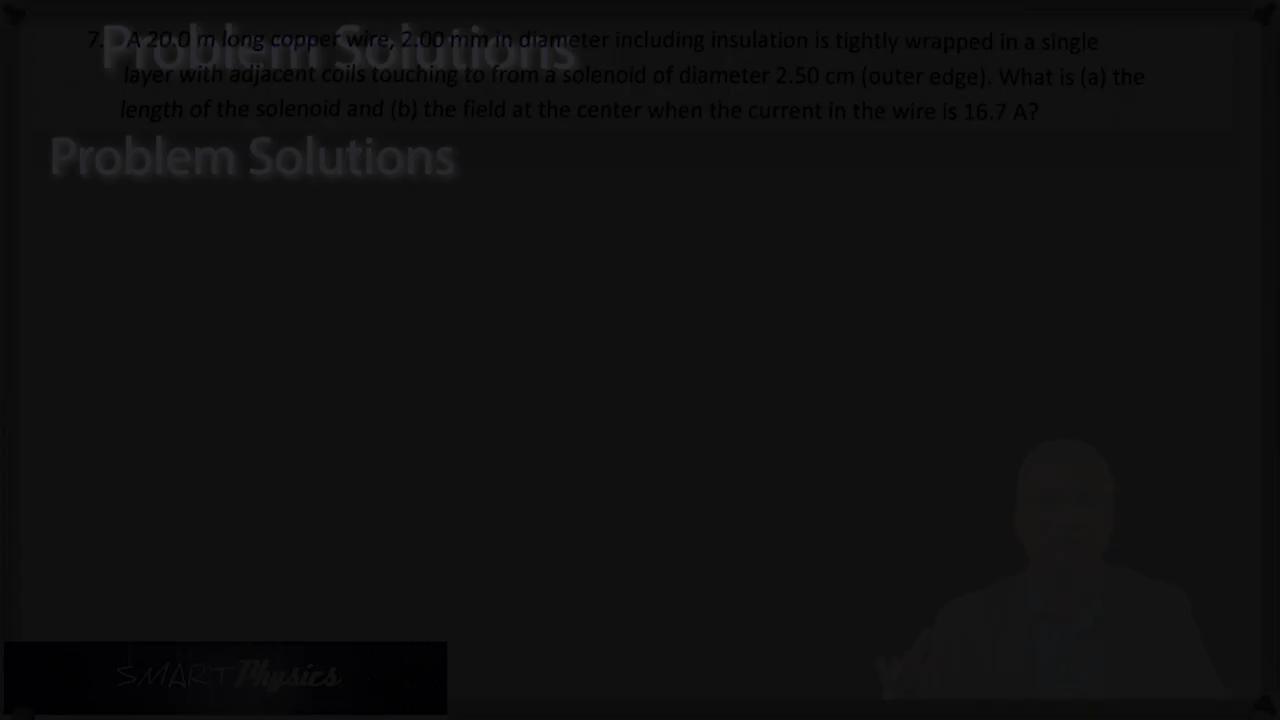 Problem Solutions
7. A 20.0 m long copper wire, 2.00 mm in diameter including insulation is tightly wrapped in a single
layer with adjacent coils touching to from a solenoid of diameter 2.50 cm (outer edge). What is (a) the
length of the solenoid and (b) the field at the center when the current in the wire is 16.7 A?
Problem Solutions
SMART Physics